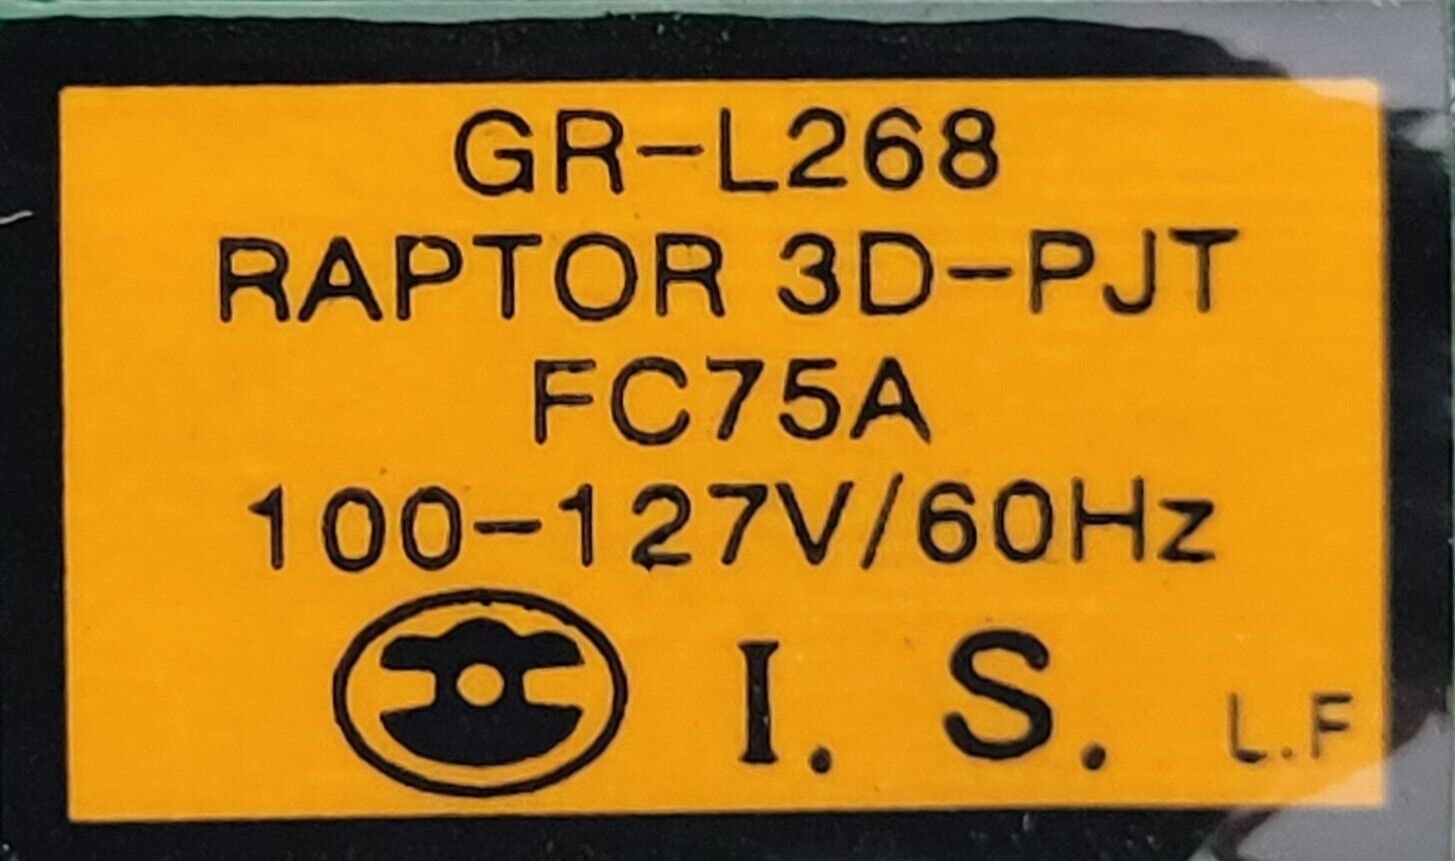 GR-L268
RAPTOR 3D-PJT
FC75A
100-127V/60Hz
I. S. L.F